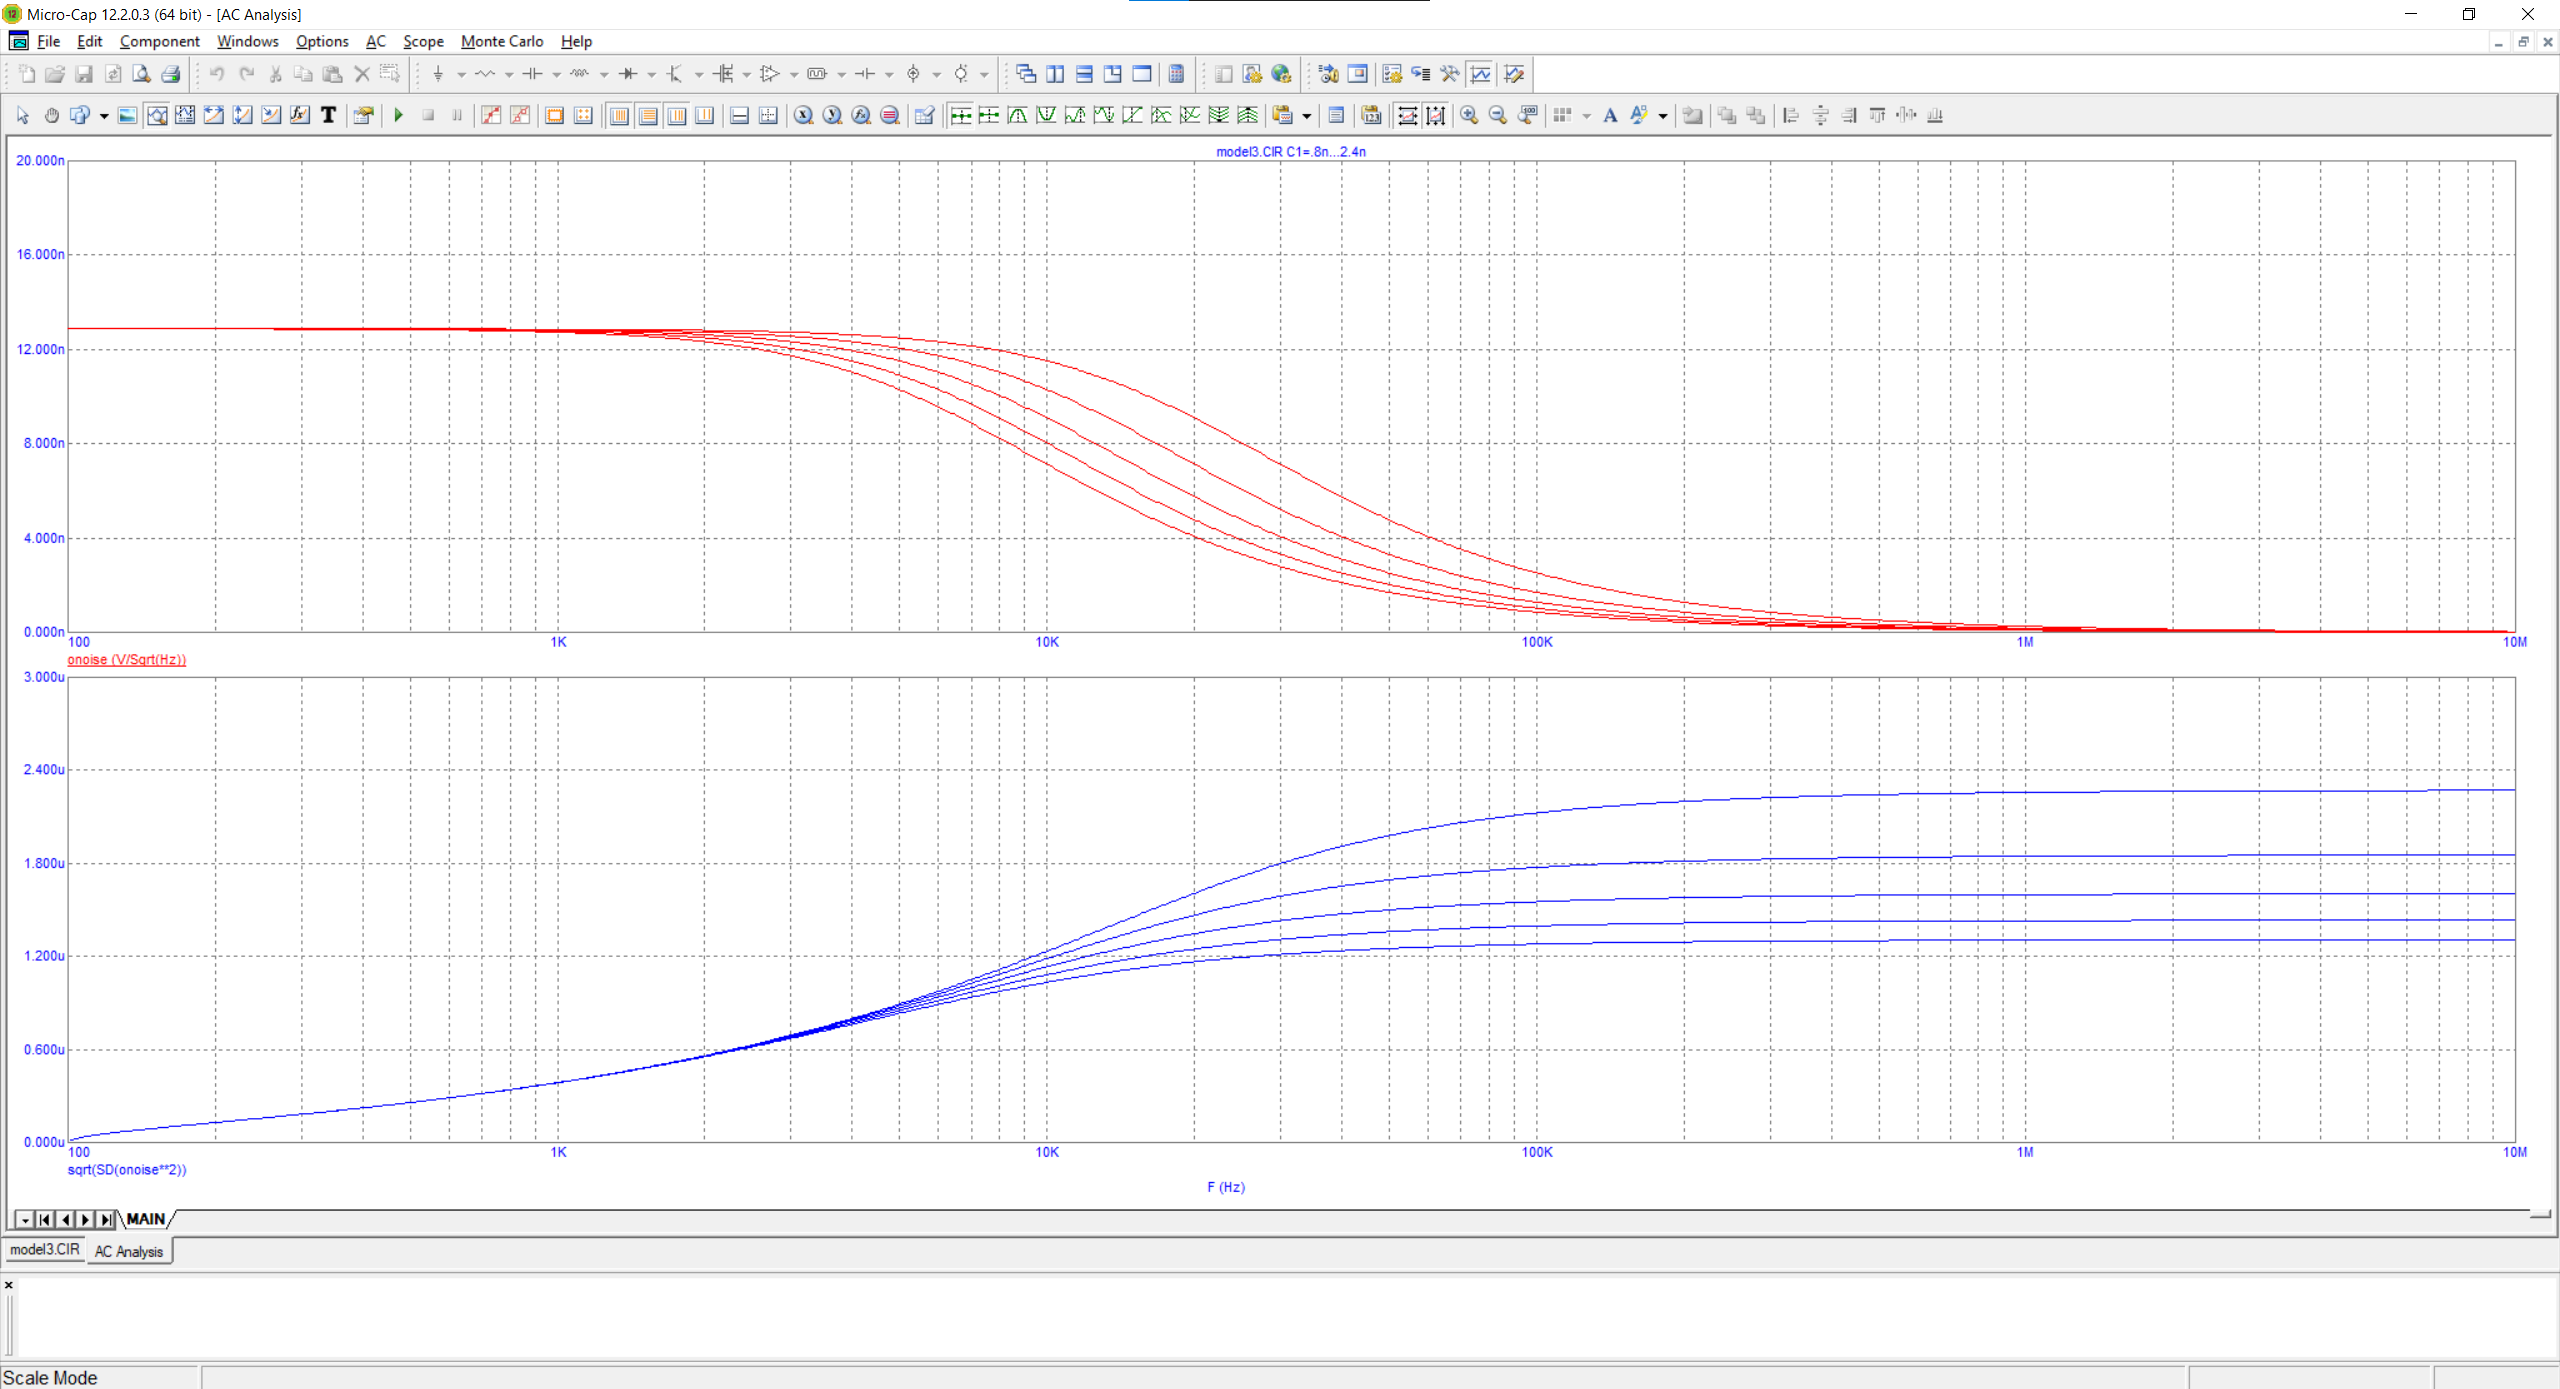 Micro-Cap 12.2.0.3 (64 bit) - [AC Analysis]
File Edit Component Windows Options AC Scope Monte Carlo Help
model3.CIR C1=.8n...2.4n
20.000n
16.000n
12.000n
8.000n
4.000n
0.000n
100 1K 10K 100K 1M 10M
onoise (V/Sqrt(Hz))
3.000u
2.400u
1.800u
1.200u
0.600u
0.000u
100 1K 10K 100K 1M 10M
sqrt(SD(onoise**2))
F (Hz)
MAIN
model3.CIR AC Analysis
Scale Mode